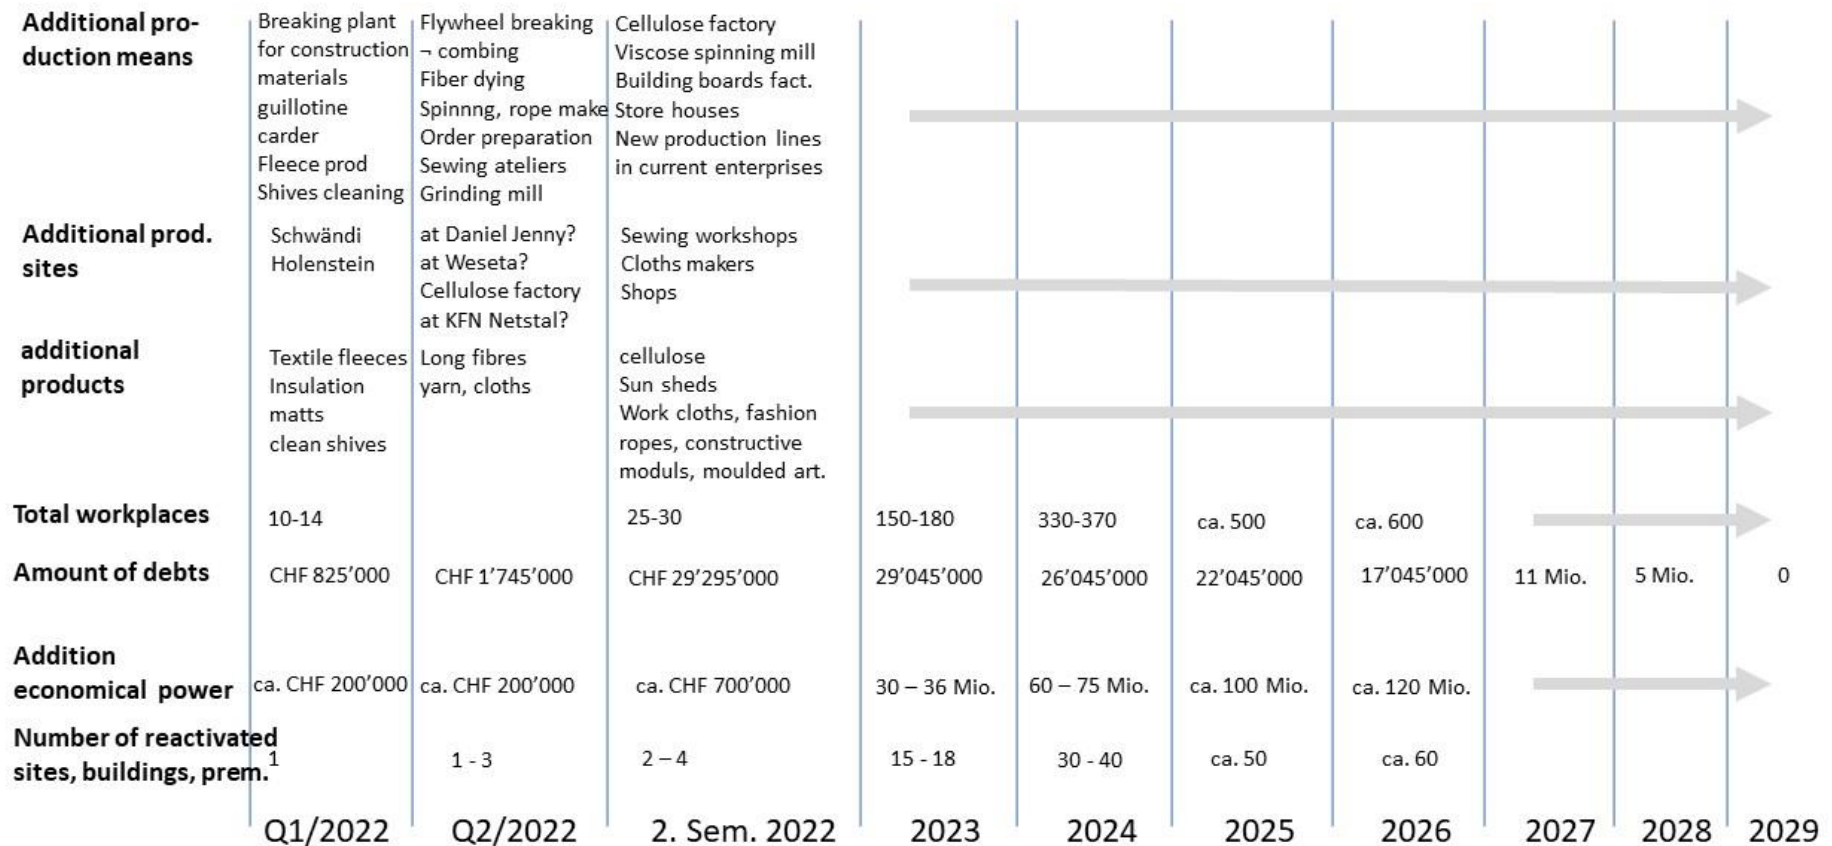 Additional pro-
duction means
Breaking plant
for construction
materials
guillotine
carder
Fleece prod
Shives cleaning
Flywheel breaking
¬ combing
Fiber dying
Spinnng, rope make
Order preparation
Sewing ateliers
Grinding mill
Cellulose factory
Viscose spinning mill
Building boards fact.
Store houses
New production lines
in current enterprises
Additional prod.
sites
Schwändi
Holenstein
at Daniel Jenny?
at Weseta?
Cellulose factory
at KFN Netstal?
Sewing workshops
Cloths makers
Shops
additional
products
Textile fleeces
Insulation
matts
clean shives
Long fibres
yarn, cloths
cellulose
Sun sheds
Work cloths, fashion
ropes, constructive
moduls, moulded art.
Total workplaces
10-14
25-30
150-180
330-370
ca. 500
ca. 600
Amount of debts
CHF 825’000
CHF 1’745’000
CHF 29’295’000
29’045’000
26’045’000
22’045’000
17’045’000
11 Mio.
5 Mio.
0
Addition
economical power
ca. CHF 200’000
ca. CHF 200’000
ca. CHF 700’000
30 – 36 Mio.
60 – 75 Mio.
ca. 100 Mio.
ca. 120 Mio.
Number of reactivated
sites, buildings, prem.
1
1 - 3
2 – 4
15 - 18
30 - 40
ca. 50
ca. 60
Q1/2022
Q2/2022
2. Sem. 2022
2023
2024
2025
2026
2027
2028
2029